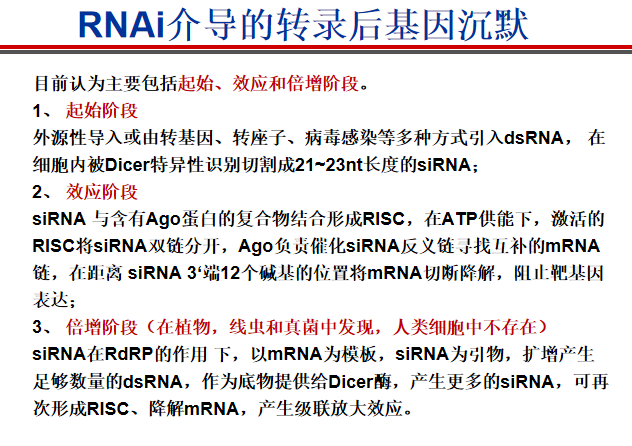 RNAi介导的转录后基因沉默
目前认为主要包括起始、效应和倍增阶段。
1、 起始阶段
外源性导入或由转基因、转座子、病毒感染等多种方式引入dsRNA， 在
细胞内被Dicer特异性识别切割成21~23nt长度的siRNA；
2、 效应阶段
siRNA 与含有Ago蛋白的复合物结合形成RISC，在ATP供能下，激活的
RISC将siRNA双链分开，Ago负责催化siRNA反义链寻找互补的mRNA
链，在距离 siRNA 3‘端12个碱基的位置将mRNA切断降解，阻止靶基因
表达；
3、 倍增阶段（在植物，线虫和真菌中发现，人类细胞中不存在）
siRNA在RdRP的作用 下，以mRNA为模板，siRNA为引物，扩增产生
足够数量的dsRNA，作为底物提供给Dicer酶，产生更多的siRNA，可再
次形成RISC、降解mRNA，产生级联放大效应。